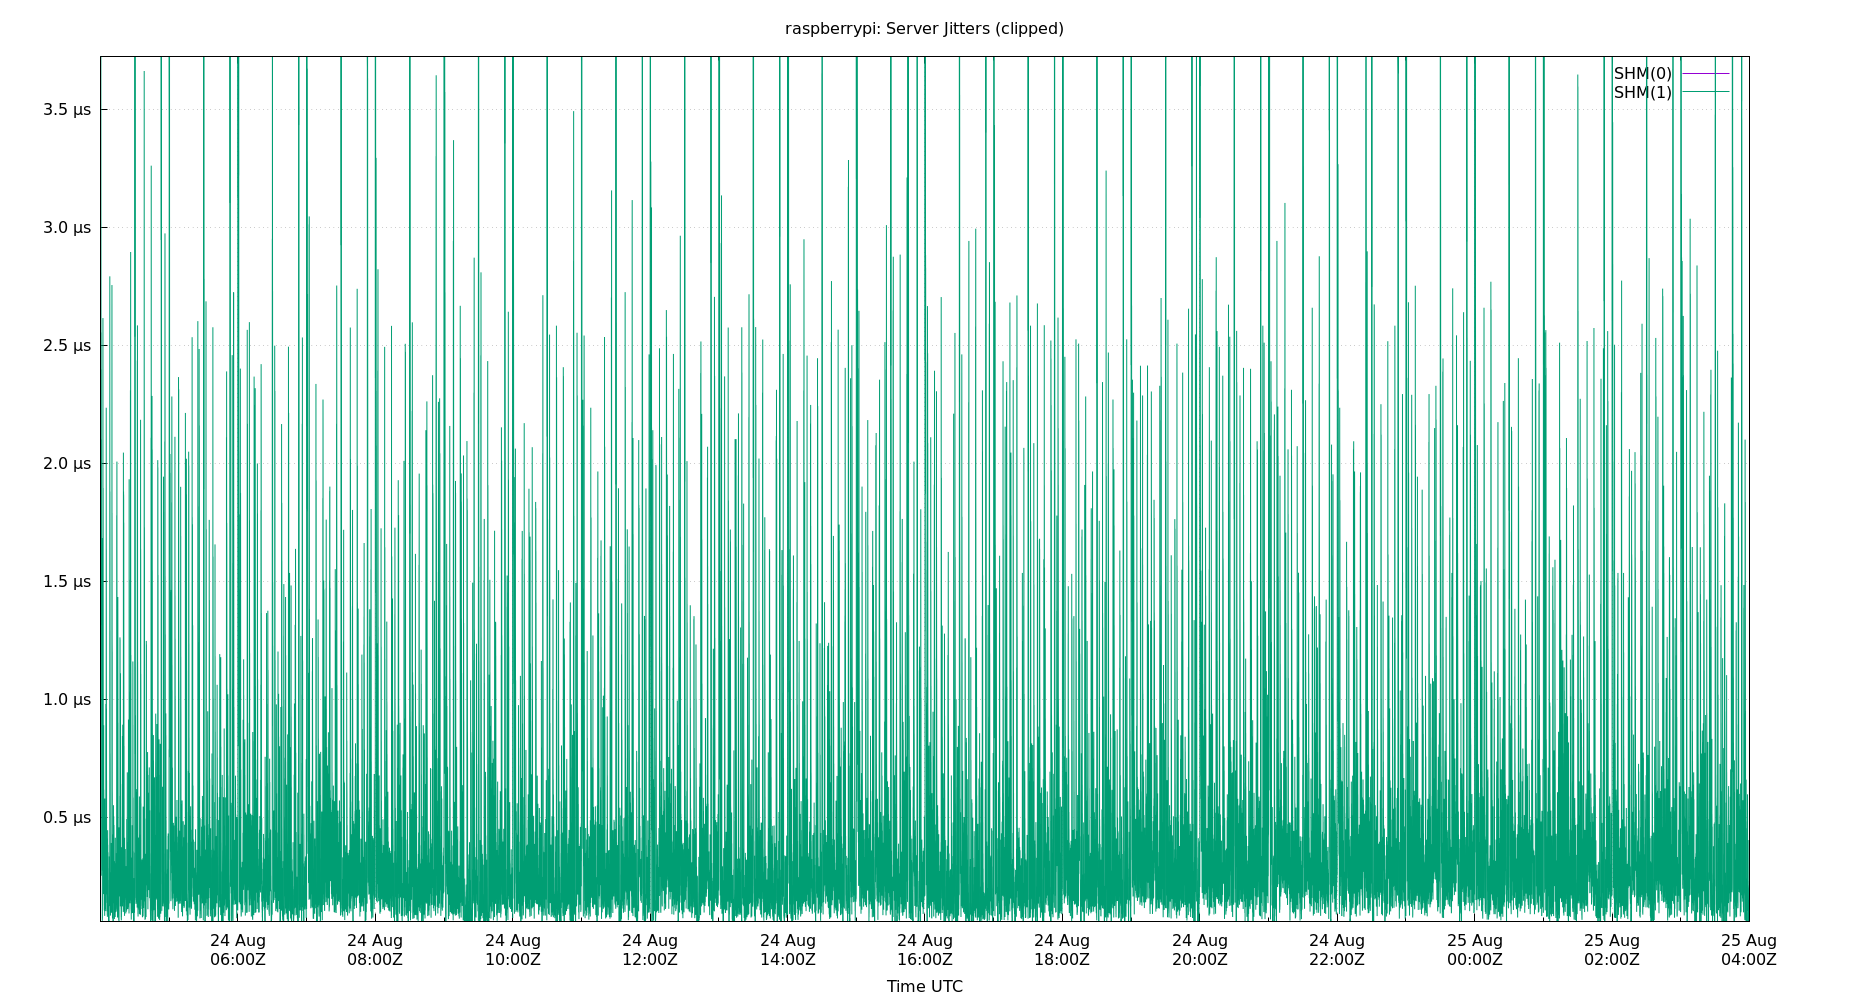 raspberrypi: Server Jitters (clipped)
SHM(0)
SHM(1)
3.5 µs
3.0 µs
2.5 µs
2.0 µs
1.5 µs
1.0 µs
0.5 µs
24 Aug 24 Aug 24 Aug 24 Aug 24 Aug 24 Aug 24 Aug 24 Aug 24 Aug 25 Aug 25 Aug 25 Aug
06:00Z 08:00Z 10:00Z 12:00Z 14:00Z 16:00Z 18:00Z 20:00Z 22:00Z 00:00Z 02:00Z 04:00Z
Time UTC